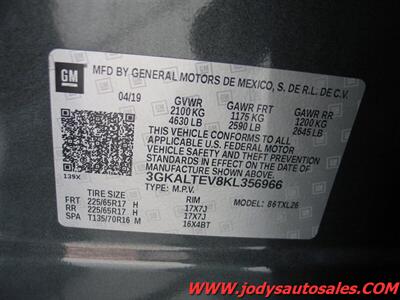 GM
MFD BY GENERAL MOTORS DE MEXICO, S. DE R.L. DE C.V.
04/19 GVWR GAWR FRT GAWR RR
2100 KG 1175 KG 1200 KG
4630 LB 2590 LB 2645 LB
THIS VEHICLE CONFORMS TO ALL
APPLICABLE U.S. FEDERAL MOTOR
VEHICLE SAFETY AND THEFT
PREVENTION STANDARDS IN EFFECT ON
THE DATE OF MANUFACTURE SHOWN ABOVE.
139X 3GKALTEV8KL356966
TYPE: M.P.V. MODEL: 86TXL26
TIRE SIZE RIM
FRT 225/65R17 H 17X7J
RR 225/65R17 H 17X7J
SPA T135/70R16 M 16X4BT
www.jodysautosales.com